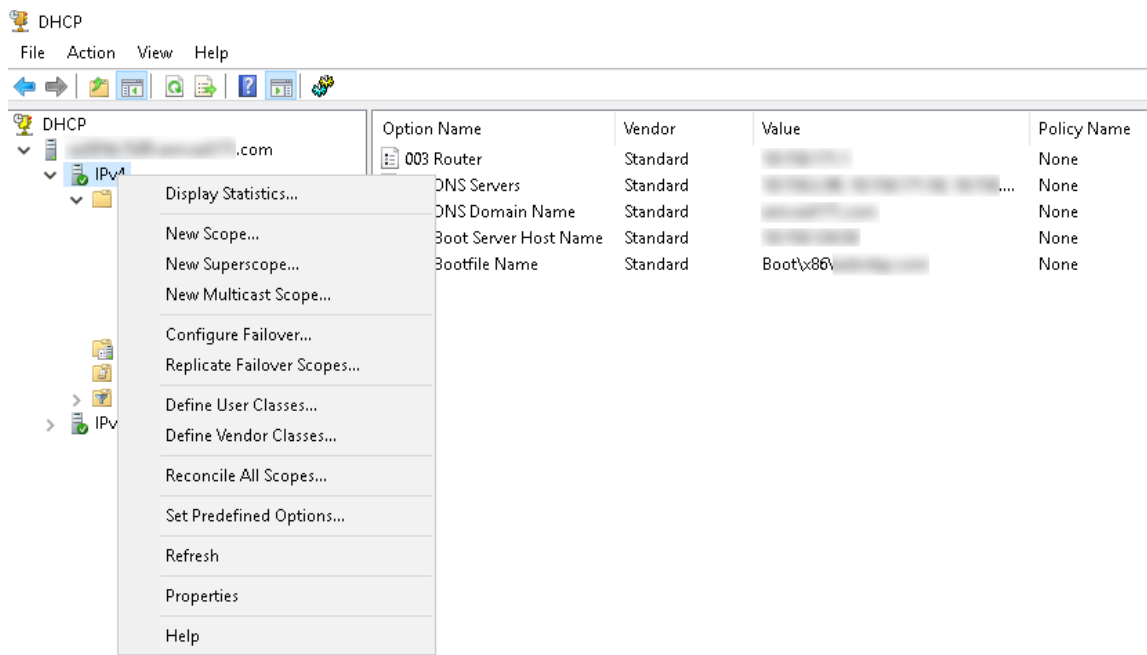 DHCP
File Action View Help
DHCP
.com
IPv4
Option Name Vendor Value Policy Name
003 Router Standard None
DNS Servers Standard ... None
DNS Domain Name Standard None
Boot Server Host Name Standard None
Bootfile Name Standard Boot\x86\ None
IPv
Display Statistics...
New Scope...
New Superscope...
New Multicast Scope...
Configure Failover...
Replicate Failover Scopes...
Define User Classes...
Define Vendor Classes...
Reconcile All Scopes...
Set Predefined Options...
Refresh
Properties
Help